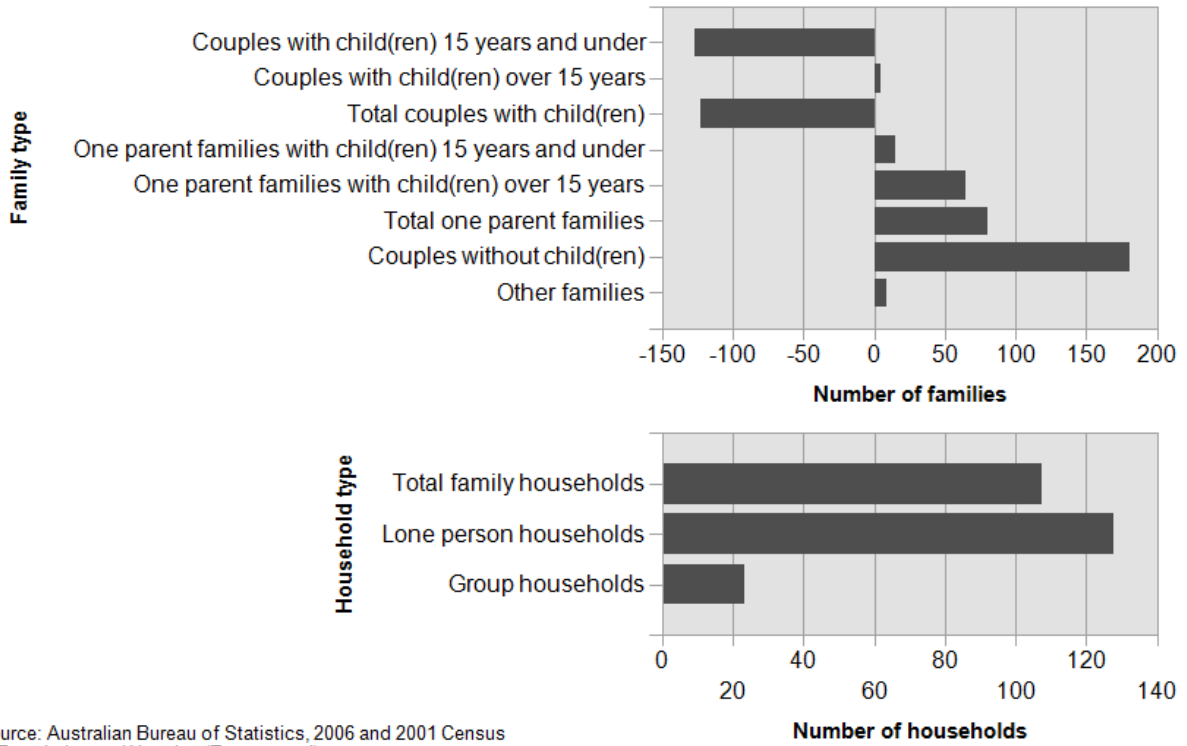 Family type
Couples with child(ren) 15 years and under
Couples with child(ren) over 15 years
Total couples with child(ren)
One parent families with child(ren) 15 years and under
One parent families with child(ren) over 15 years
Total one parent families
Couples without child(ren)
Other families
-150 -100 -50 0 50 100 150 200
Number of families
Household type
Total family households
Lone person households
Group households
0 40 80 120
20 60 100 140
Number of households
urce: Australian Bureau of Statistics, 2006 and 2001 Census